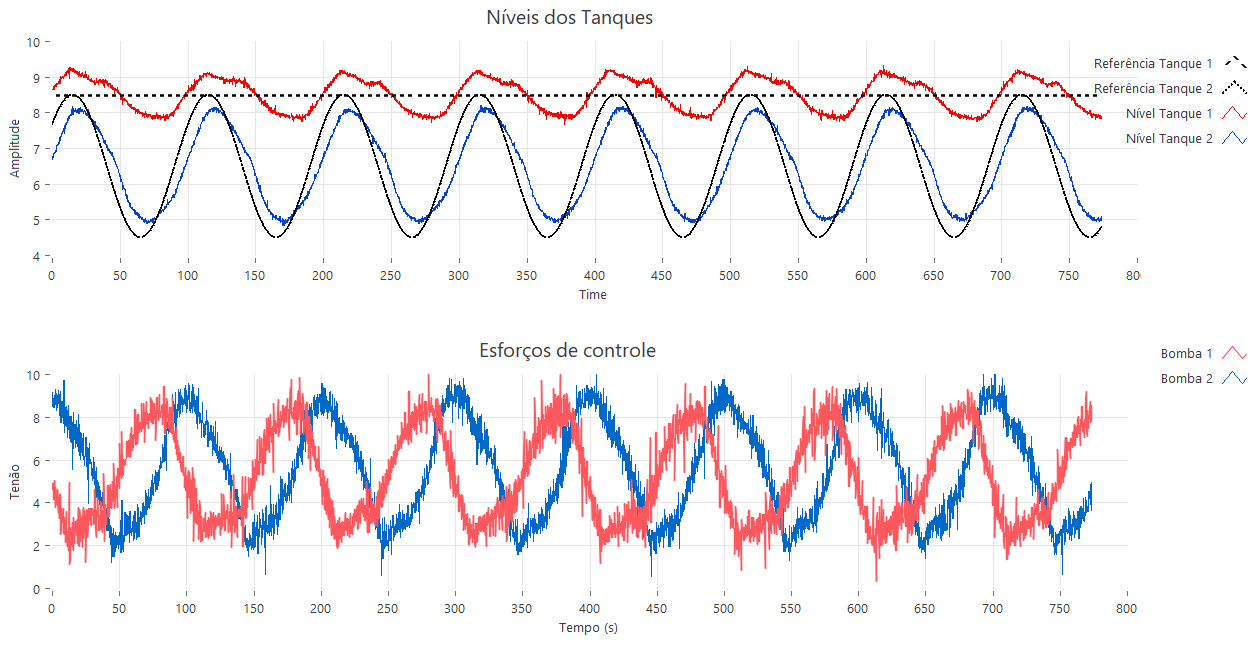 Níveis dos Tanques
10
9
8
7
6
5
4
Amplitude
0 50 100 150 200 250 300 350 400 450 500 550 600 650 700 750 80
Time
Referência Tanque 1
Referência Tanque 2
Nível Tanque 1
Nível Tanque 2
Esforços de controle
10
8
6
4
2
0
Tenão
0 50 100 150 200 250 300 350 400 450 500 550 600 650 700 750 800
Tempo (s)
Bomba 1
Bomba 2